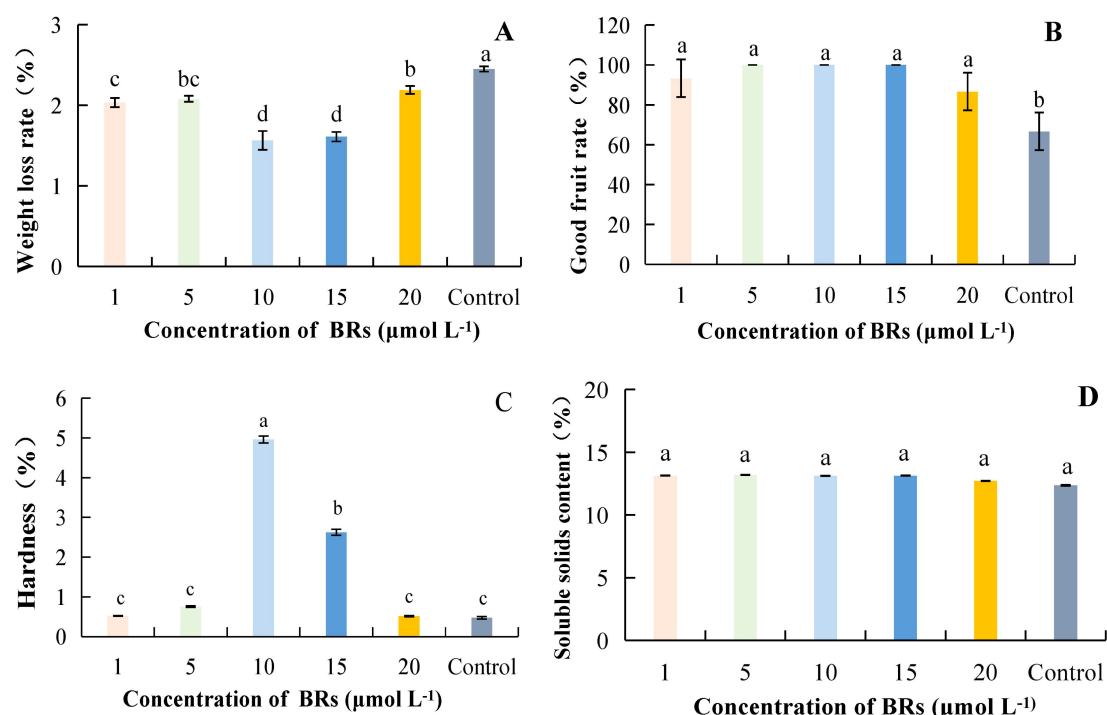 A
Weight loss rate（%）
3
2
1
0
c
bc
d
d
b
a
1 5 10 15 20 Control
Concentration of BRs (μmol L-1)
B
Good fruit rate（%）
120
100
80
60
40
20
0
a
a
a
a
a
b
1 5 10 15 20 Control
Concentration of BRs (μmol L-1)
C
Hardness（%）
6
5
4
3
2
1
0
c
c
a
b
c
c
1 5 10 15 20 Control
Concentration of BRs (μmol L-1)
D
Soluble solids content（%）
20
15
10
5
0
a
a
a
a
a
a
1 5 10 15 20 Control
Concentration of BRs (μmol L-1)